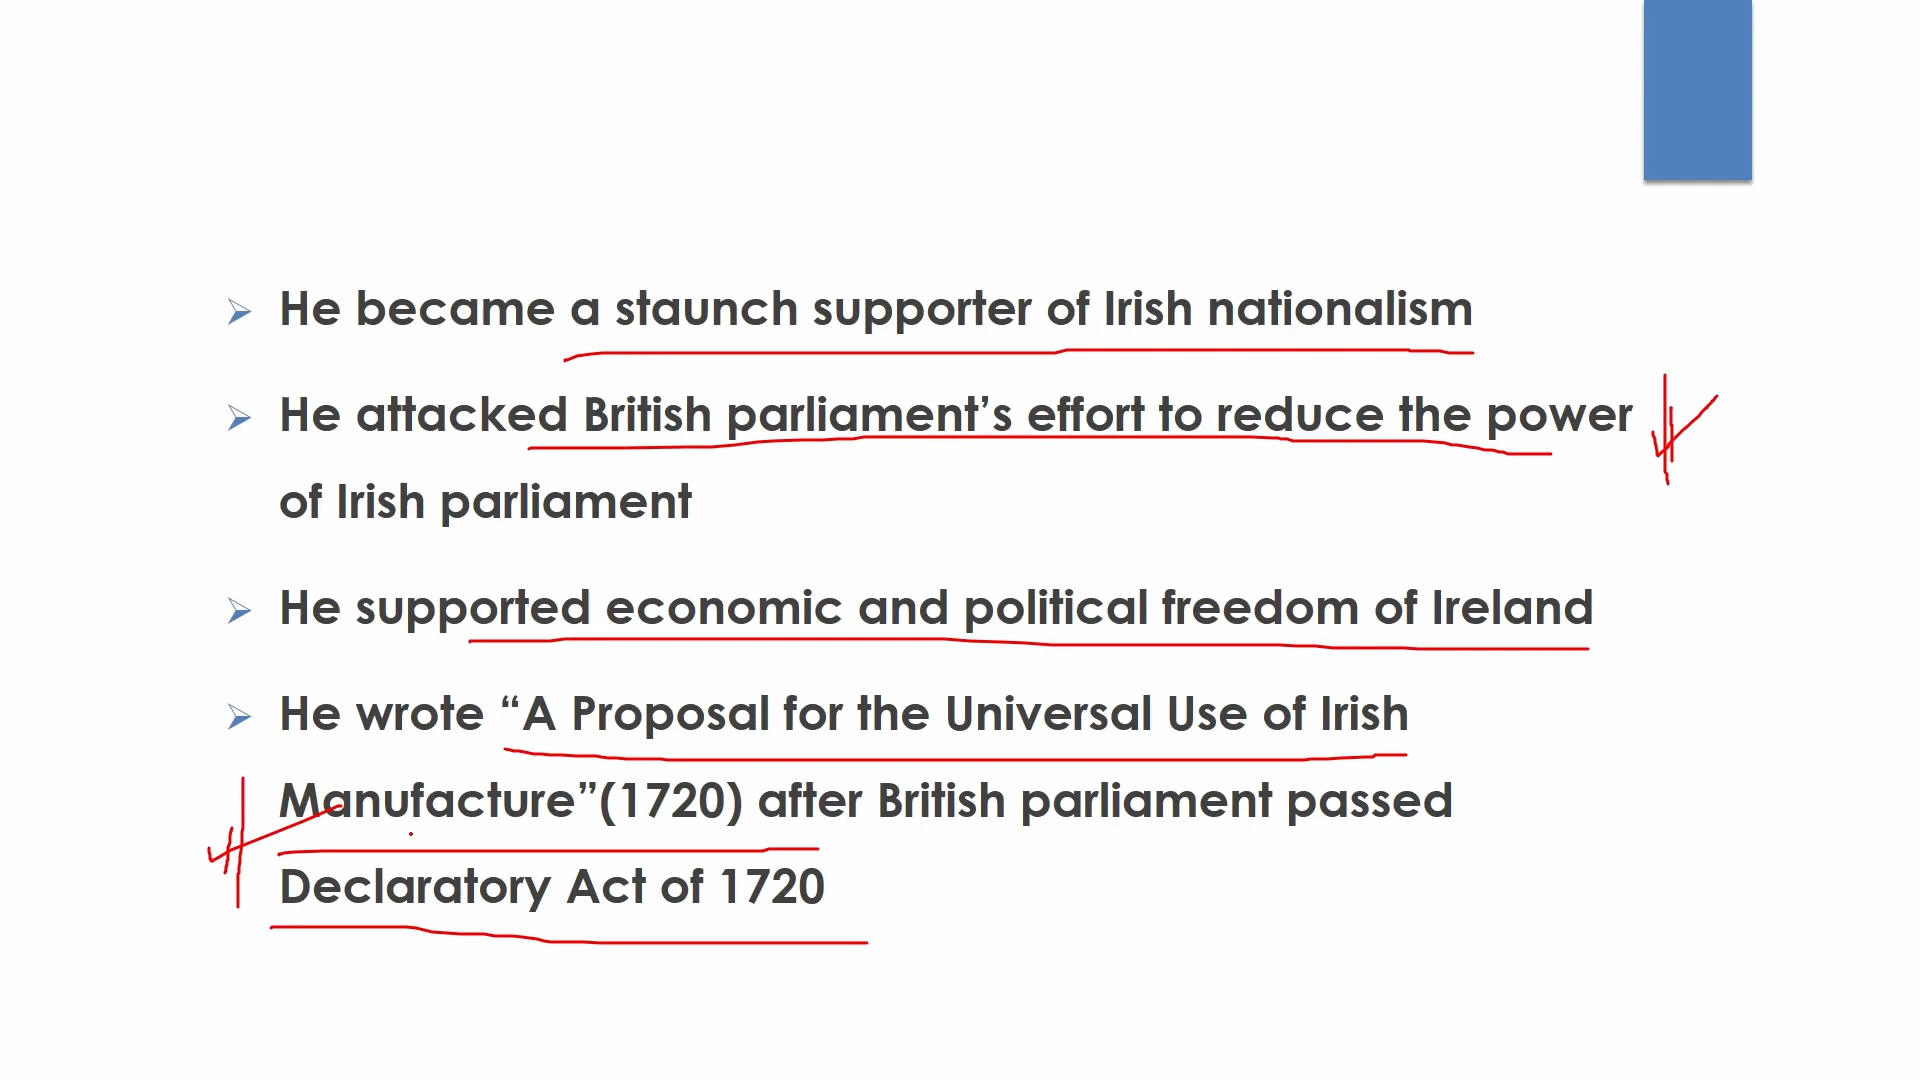 He became a staunch supporter of Irish nationalism
He attacked British parliament’s effort to reduce the power
of Irish parliament
He supported economic and political freedom of Ireland
He wrote “A Proposal for the Universal Use of Irish
Manufacture”(1720) after British parliament passed
Declaratory Act of 1720